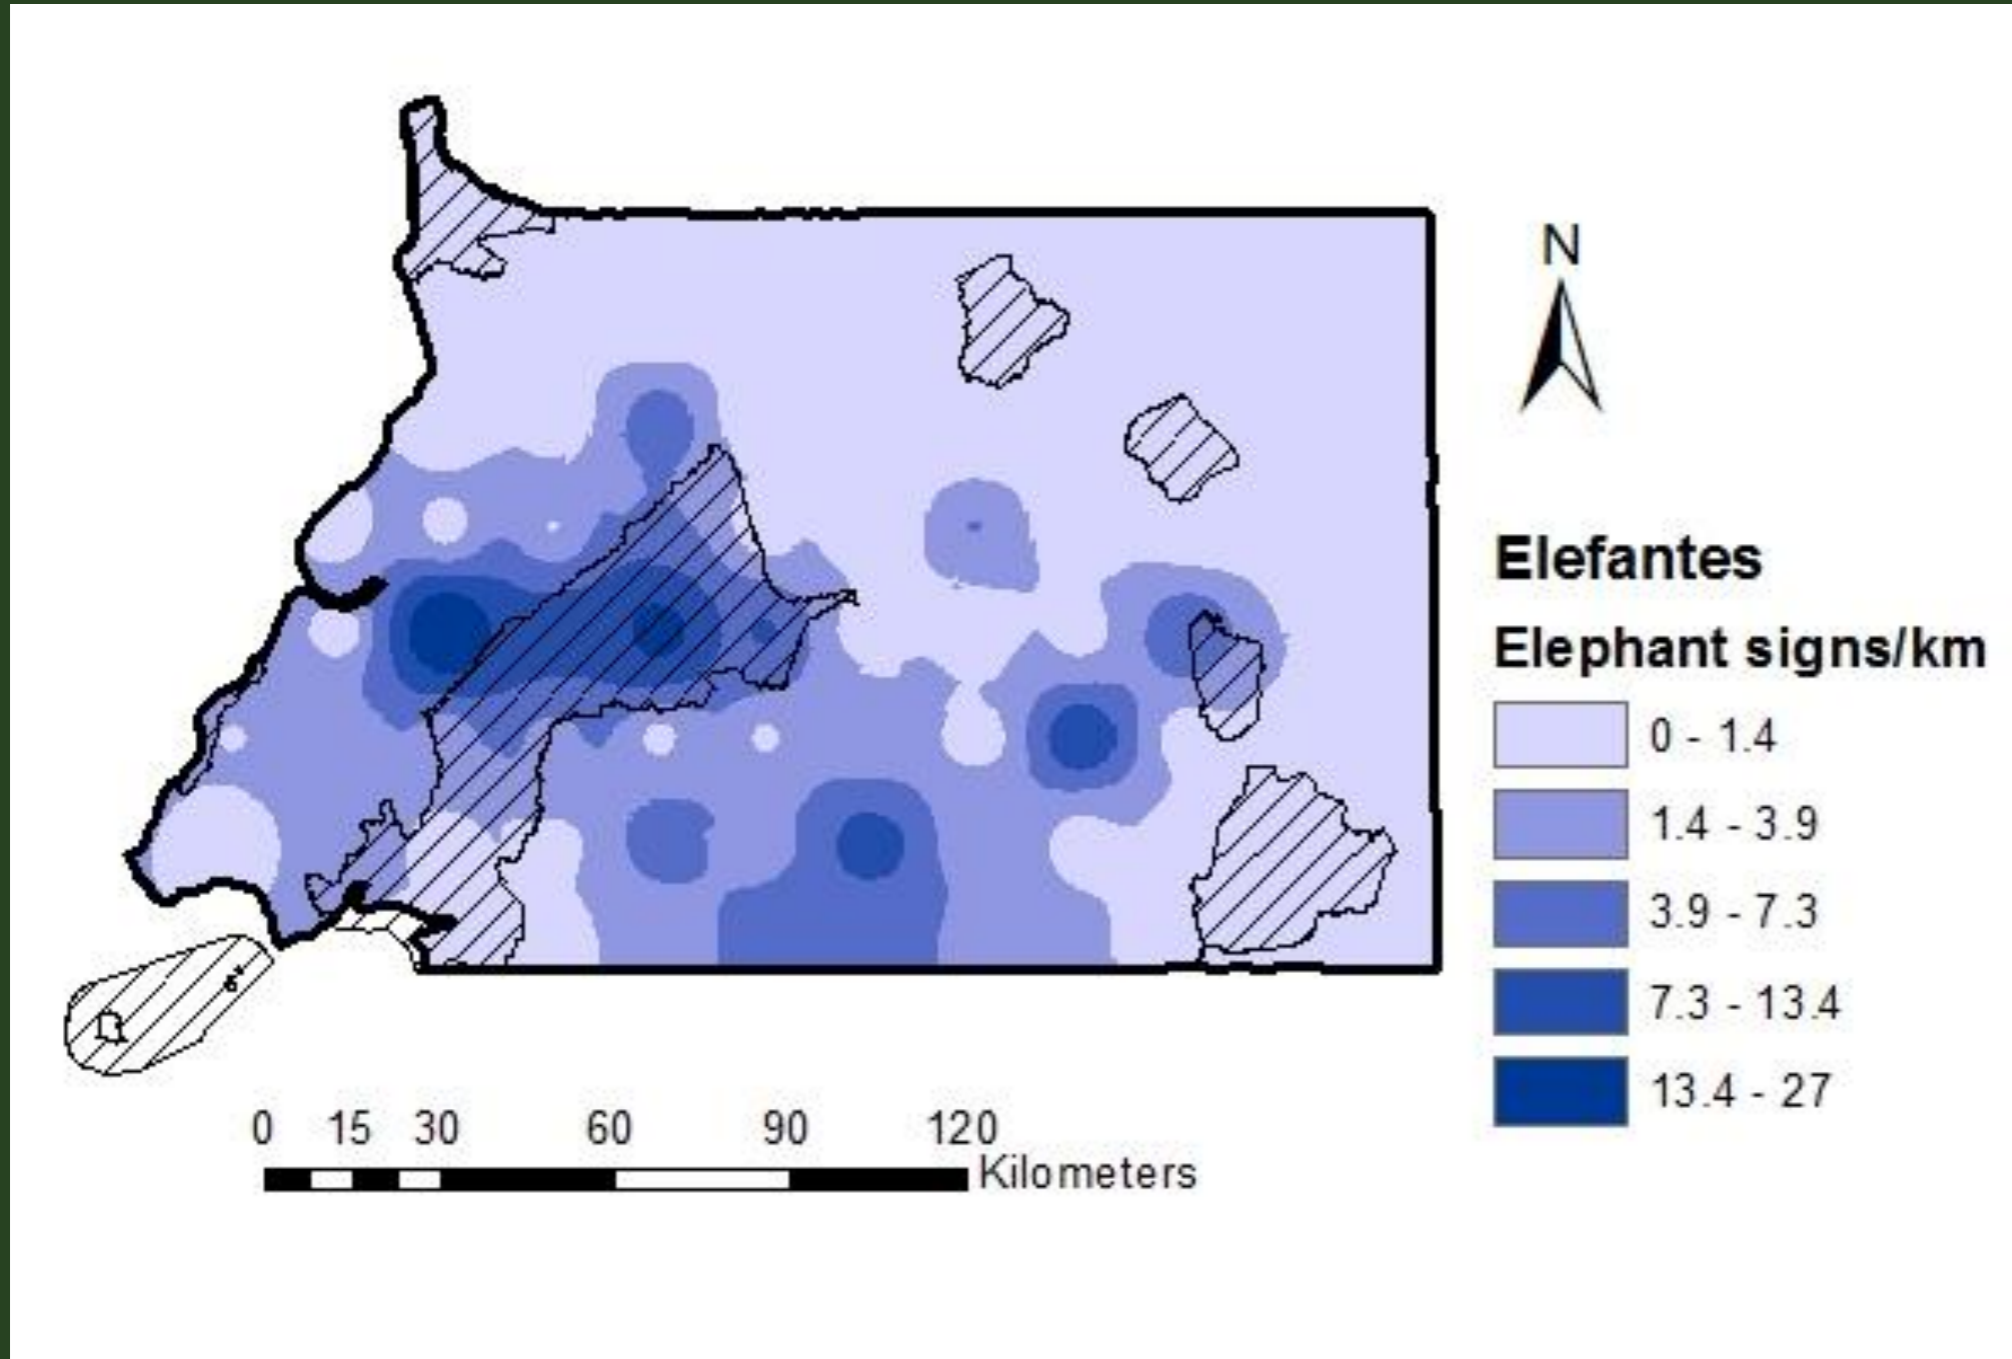 N
Elefantes
Elephant signs/km
0 - 1.4
1.4 - 3.9
3.9 - 7.3
7.3 - 13.4
13.4 - 27
0 15 30 60 90 120
Kilometers